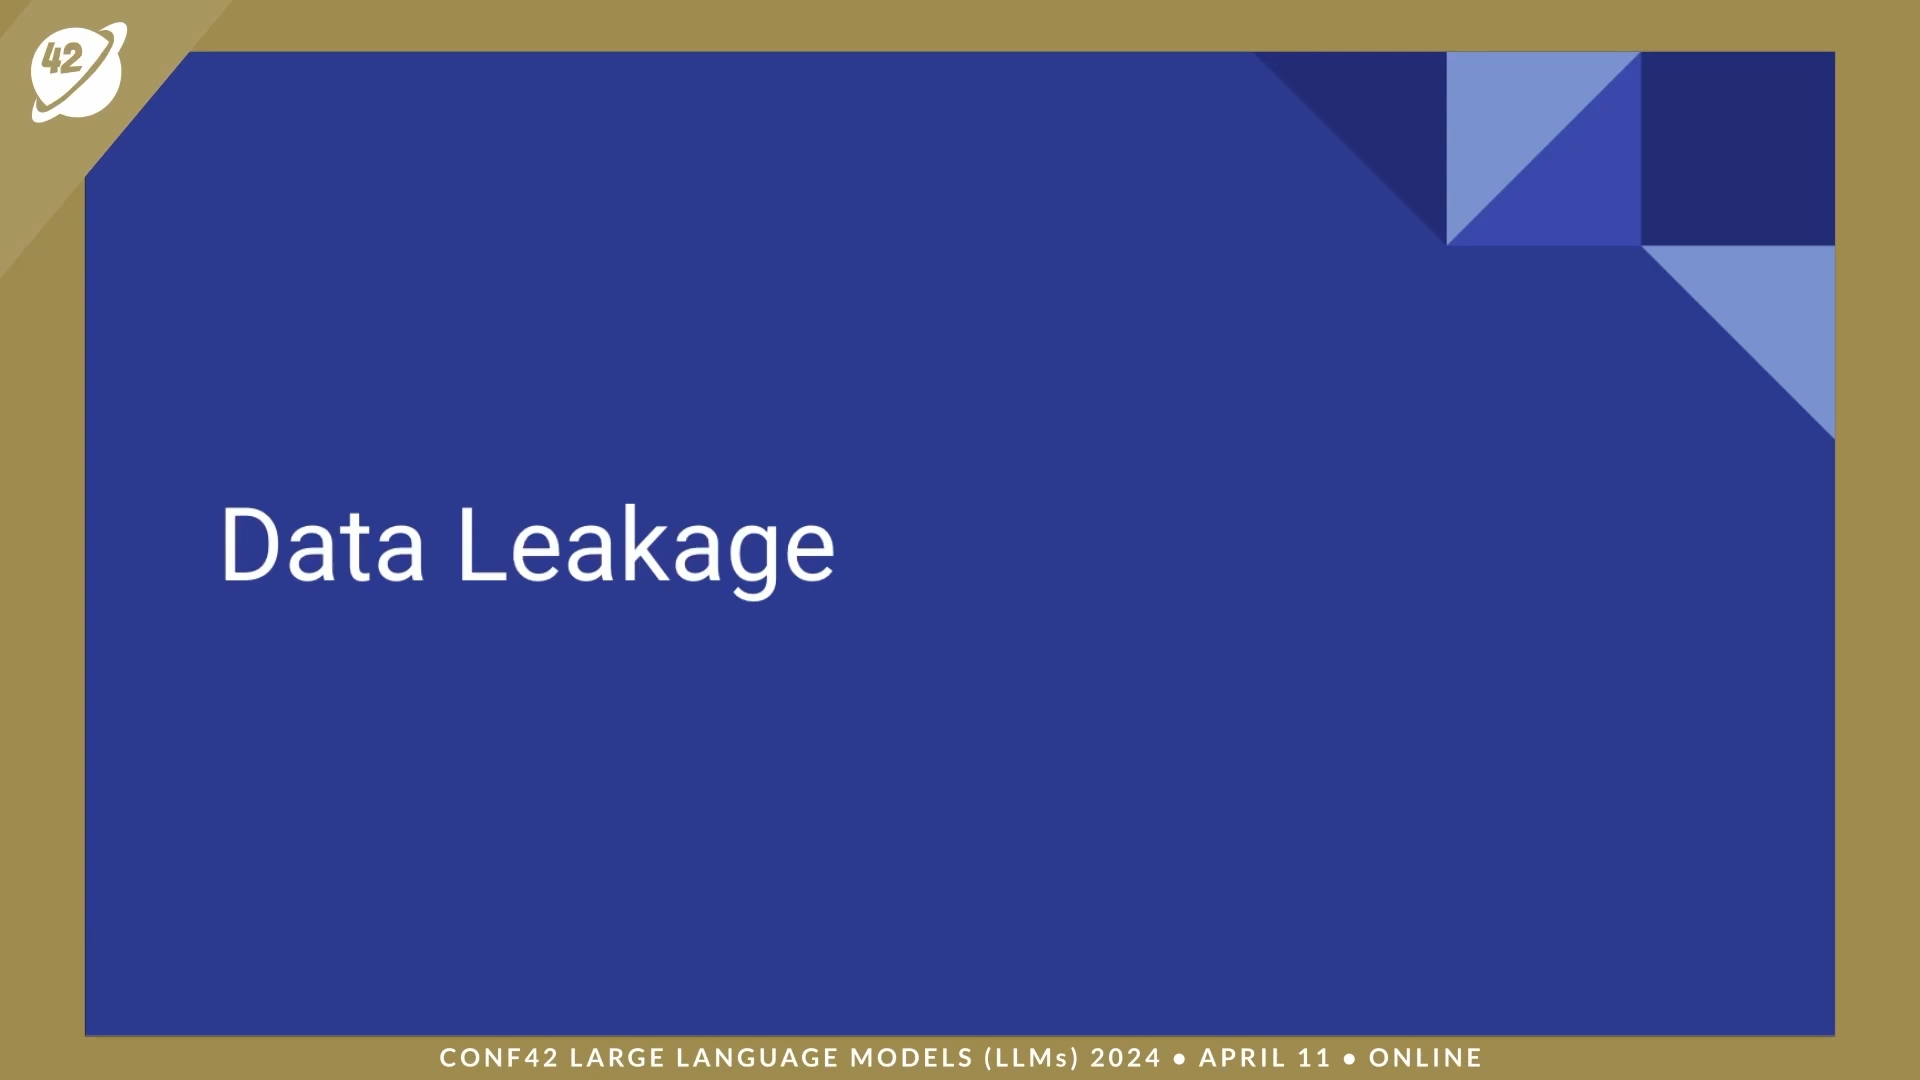 42
Data Leakage
CONF42 LARGE LANGUAGE MODELS (LLMs) 2024 ● APRIL 11 ● ONLINE